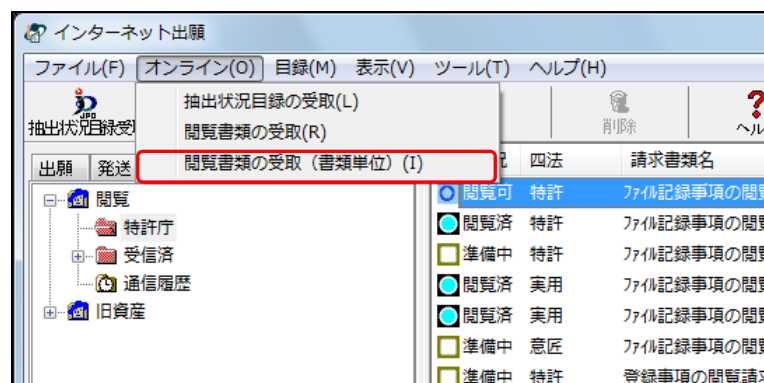 インターネット出願
ファイル(F) オンライン(O) 目録(M) 表示(V) ツール(T) ヘルプ(H)
抽出状況目録の受取(L)
閲覧書類の受取(R)
閲覧書類の受取（書類単位）(I)
抽出状況目録受
削除
ヘル
出願 発送
四法 請求書類名
閲覧
特許庁
受信済
通信履歴
旧資産
閲覧可 特許 ファイル記録事項の閲
閲覧済 特許 ファイル記録事項の閲
準備中 特許 ファイル記録事項の閲
閲覧済 実用 ファイル記録事項の閲
閲覧済 実用 ファイル記録事項の閲
準備中 意匠 ファイル記録事項の閲
準備中 特許 登録事項の閲覧請